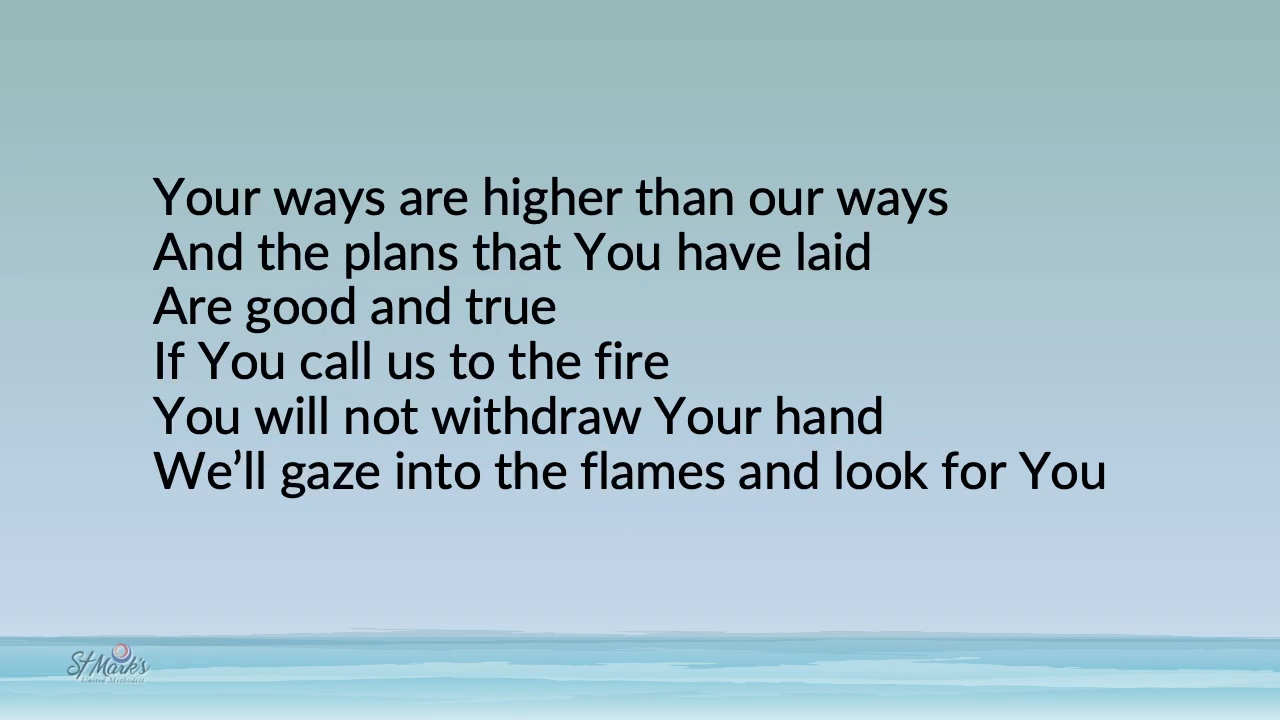 Your ways are higher than our ways
And the plans that You have laid
Are good and true
If You call us to the fire
You will not withdraw Your hand
We’ll gaze into the flames and look for You
St Mark's
United Methodist